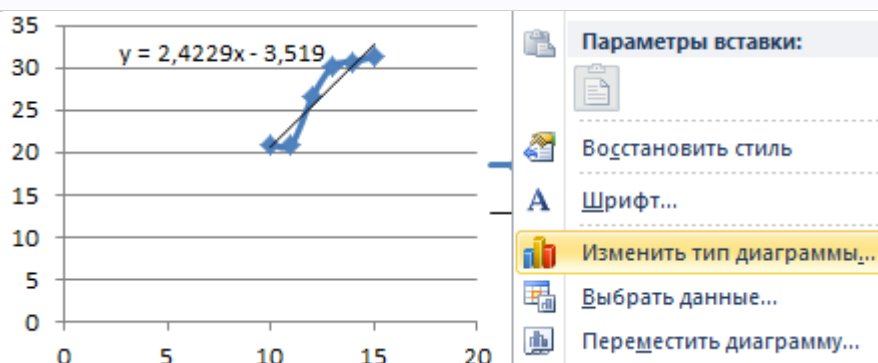 35
30
25
20
15
10
5
0
y = 2,4229x - 3,519
0 5 10 15 20
Параметры вставки:
Восстановить стиль
A Шрифт...
Изменить тип диаграммы...
Выбрать данные...
Переместить диаграмму...